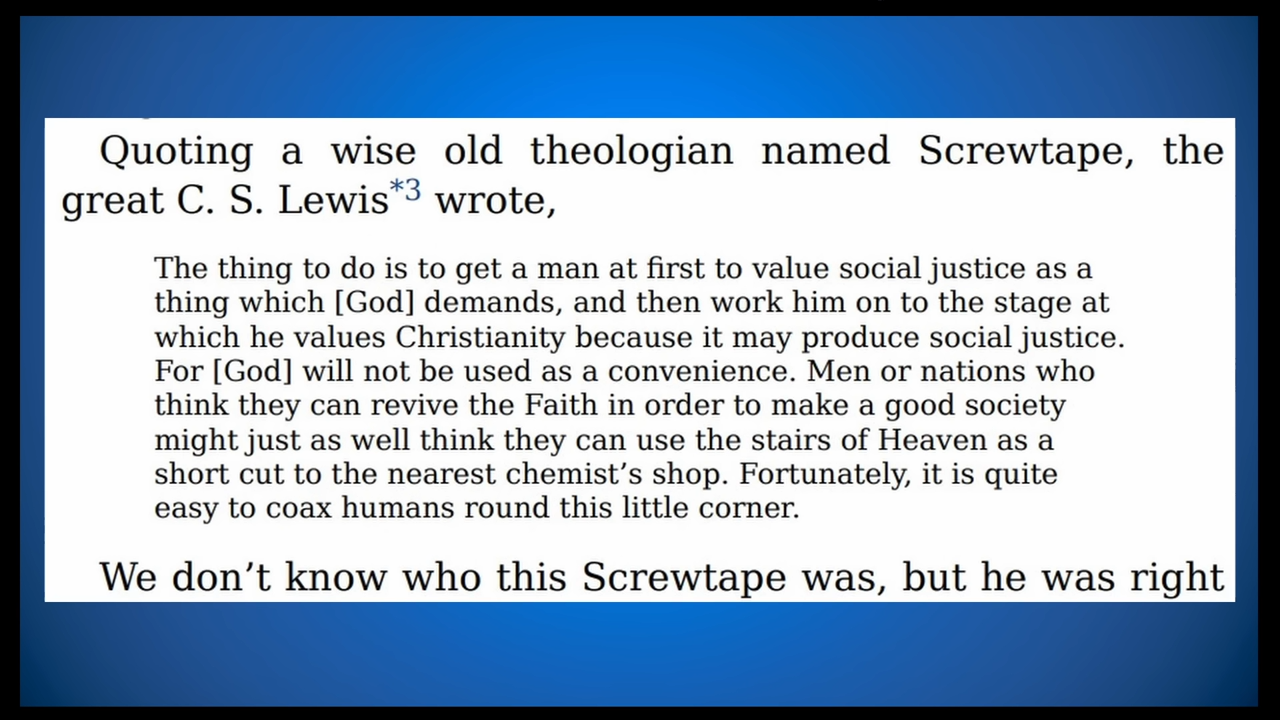 Quoting a wise old theologian named Screwtape, the
great C. S. Lewis*3 wrote,
The thing to do is to get a man at first to value social justice as a
thing which [God] demands, and then work him on to the stage at
which he values Christianity because it may produce social justice.
For [God] will not be used as a convenience. Men or nations who
think they can revive the Faith in order to make a good society
might just as well think they can use the stairs of Heaven as a
short cut to the nearest chemist’s shop. Fortunately, it is quite
easy to coax humans round this little corner.
We don’t know who this Screwtape was, but he was right